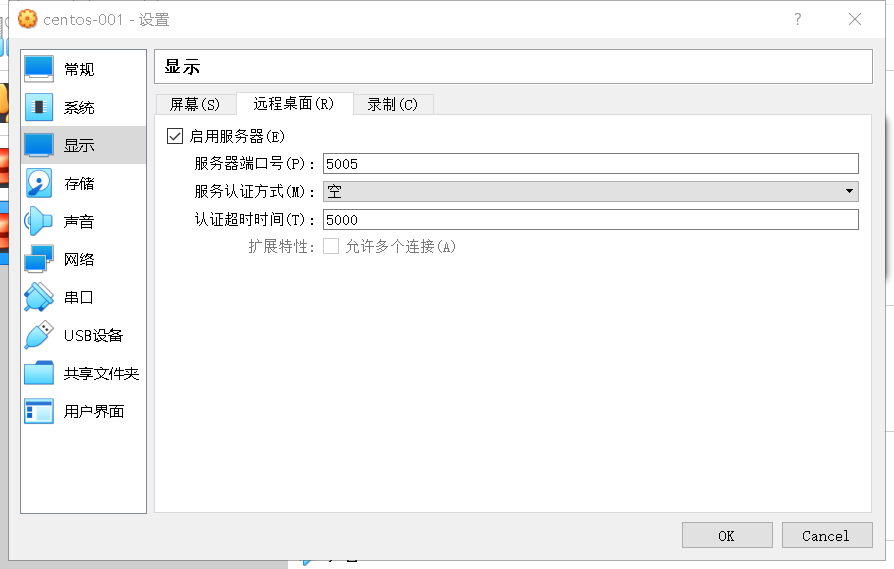 centos-001 - 设置
?
常规
系统
显示
存储
声音
网络
串口
USB设备
共享文件夹
用户界面
显示
屏幕(S) 远程桌面(R) 录制(C)
启用服务器(E)
服务器端口号(P): 5005
服务认证方式(M): 空
认证超时时间(T): 5000
扩展特性: 允许多个连接(A)
OK Cancel